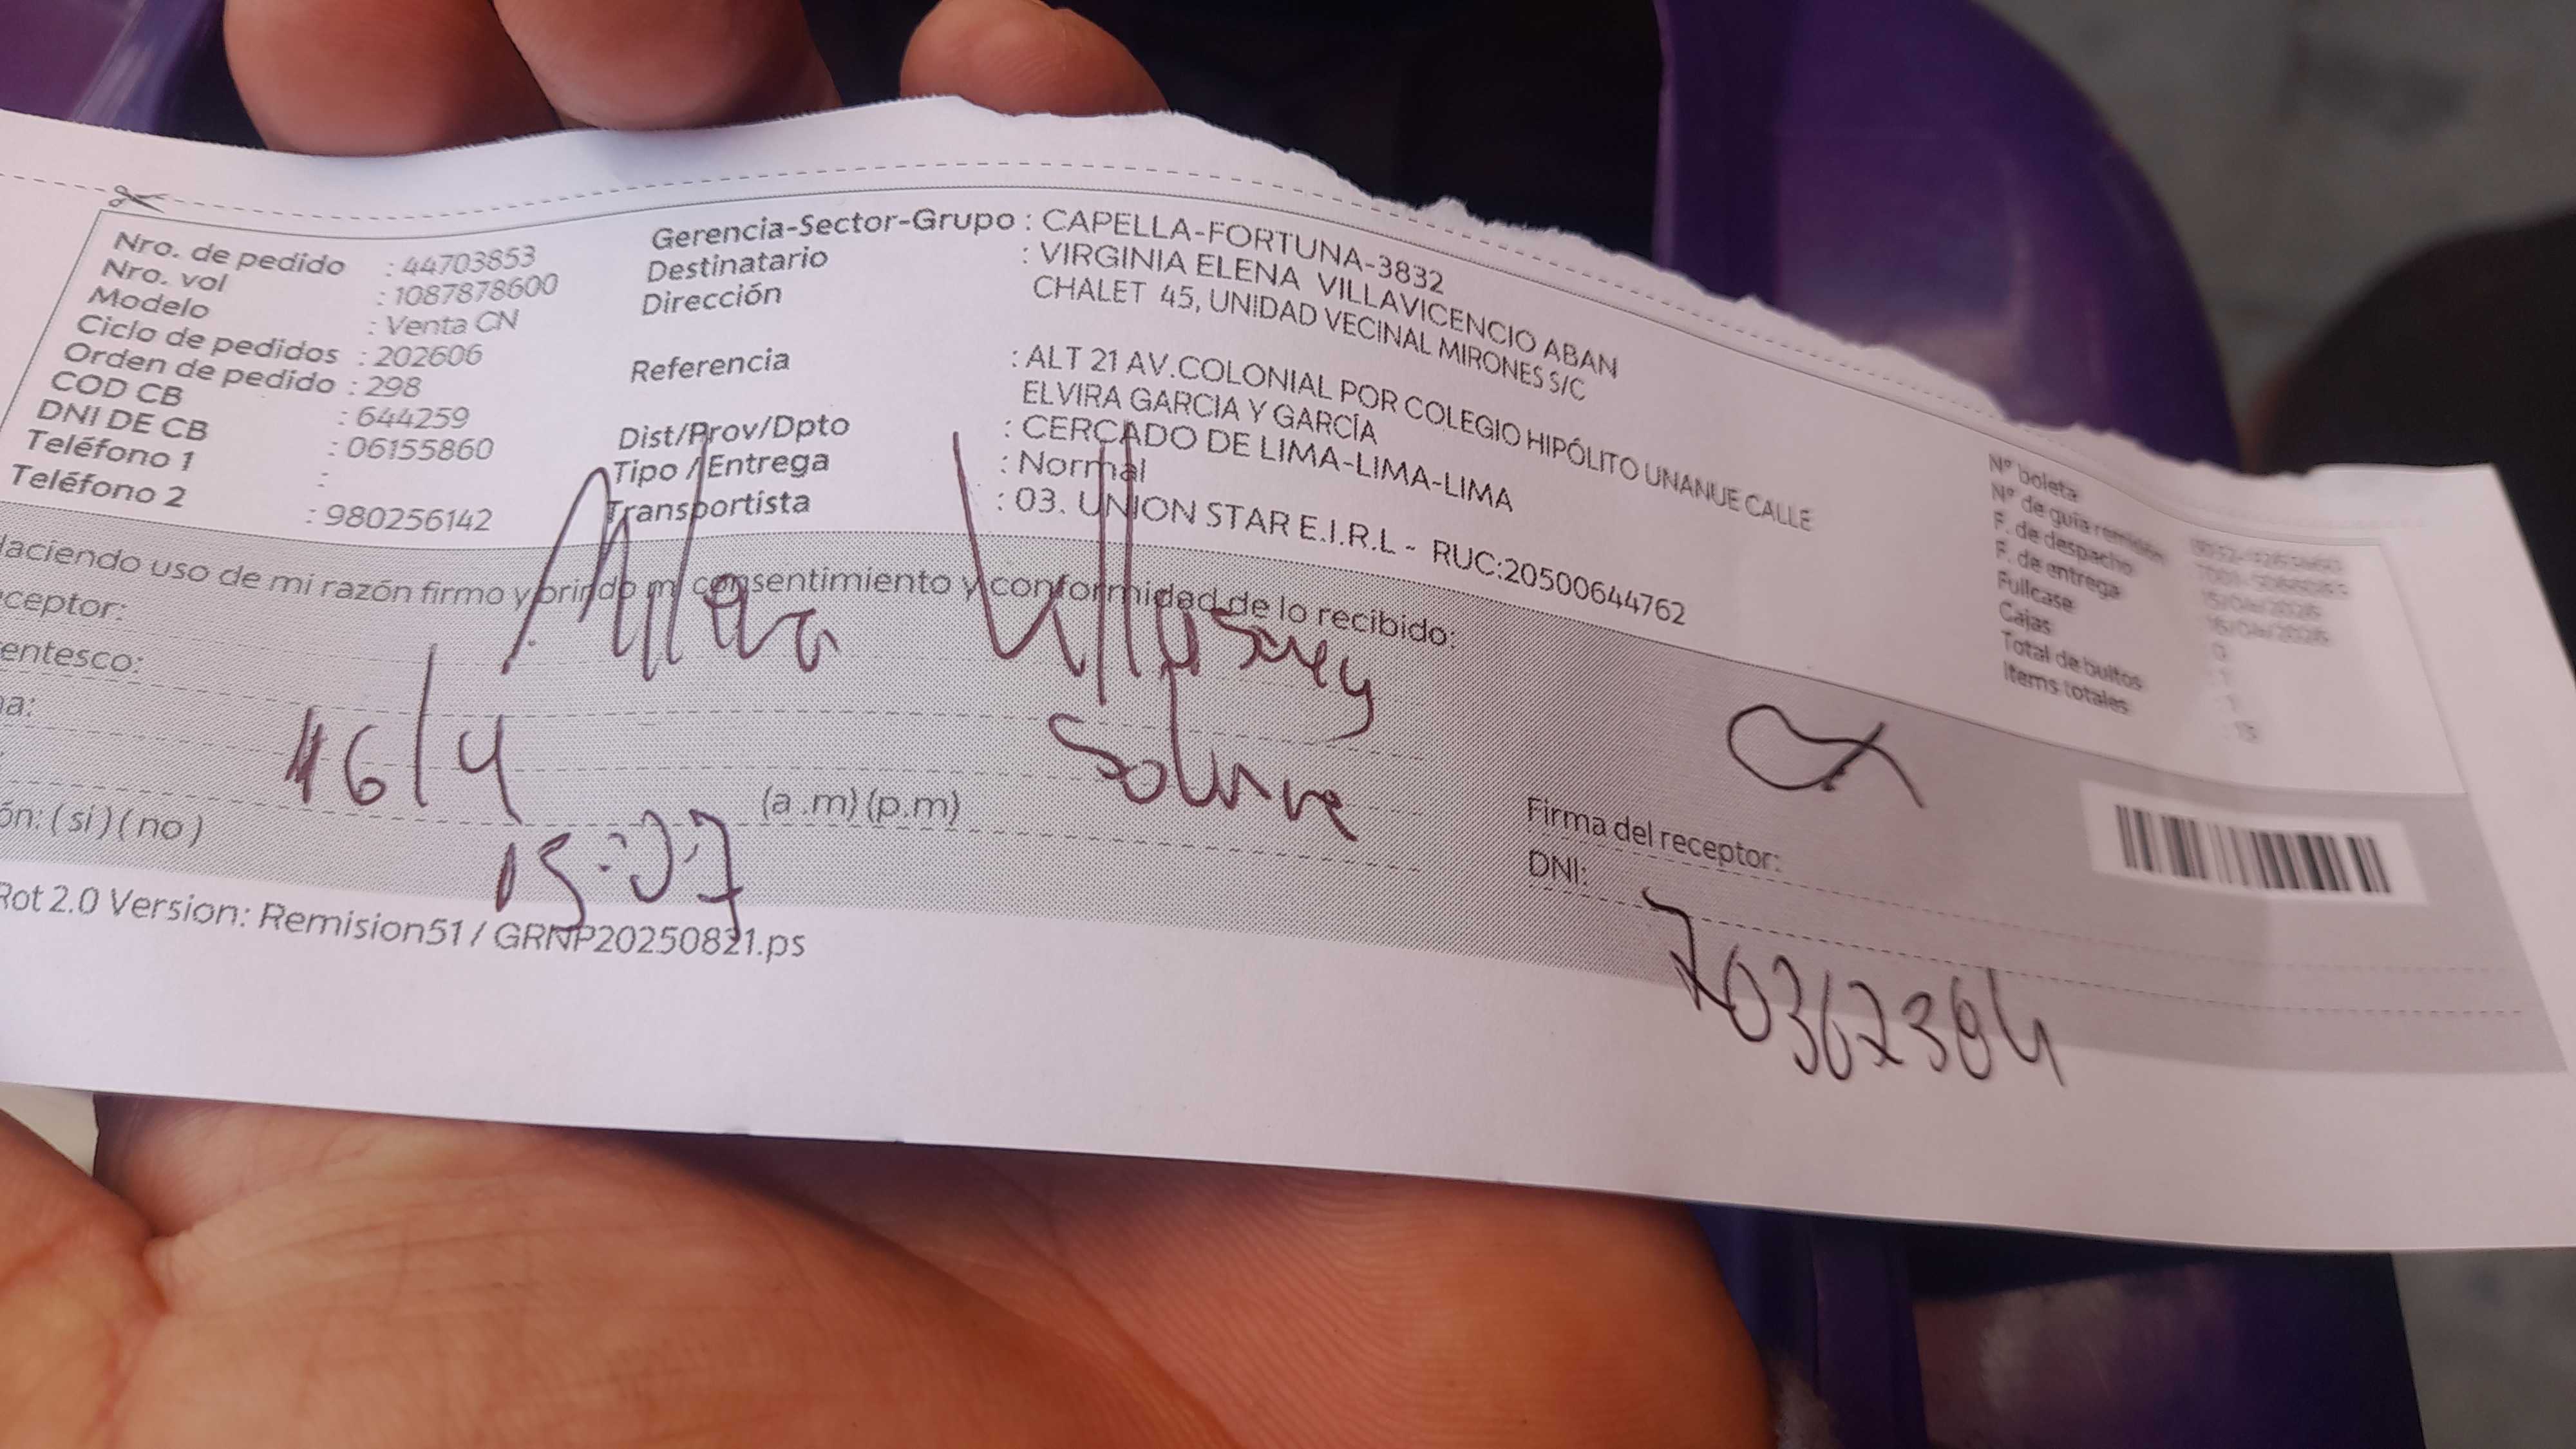 Nro. de pedido : 44703853
Nro. vol : 1087878600
Modelo : Venta CN
Ciclo de pedidos : 202606
Orden de pedido : 298
COD CB : 644259
DNI DE CB : 06155860
Teléfono 1 :
Teléfono 2 : 980256142
Gerencia-Sector-Grupo : CAPELLA-FORTUNA-3832
Destinatario : VIRGINIA ELENA VILLAVICENCIO ABAN
Dirección CHALET 45, UNIDAD VECINAL MIRONES S/C
Referencia : ALT 21 AV.COLONIAL POR COLEGIO HIPÓLITO UNANUE CALLE
ELVIRA GARCIA Y GARCÍA
Dist/Prov/Dpto : CERCADO DE LIMA-LIMA-LIMA
Tipo / Entrega : Normal
Transportista : 03. UNION STAR E.I.R.L - RUC:20500644762
Nº boleta
Nº de guía remisión
F. de despacho
F. de entrega
Fullcase 0
Cajas 1
Total de bultos 1
Items totales 15
Haciendo uso de mi razón firmo y brindo mi consentimiento y conformidad de lo recibido:
ceptor:
entesco:
na:
16/4
15:07 (a .m) (p.m)
ón: ( si ) ( no )
Firma del receptor:
DNI: 70362384
Rot 2.0 Version: Remision51 / GRNP20250821.ps